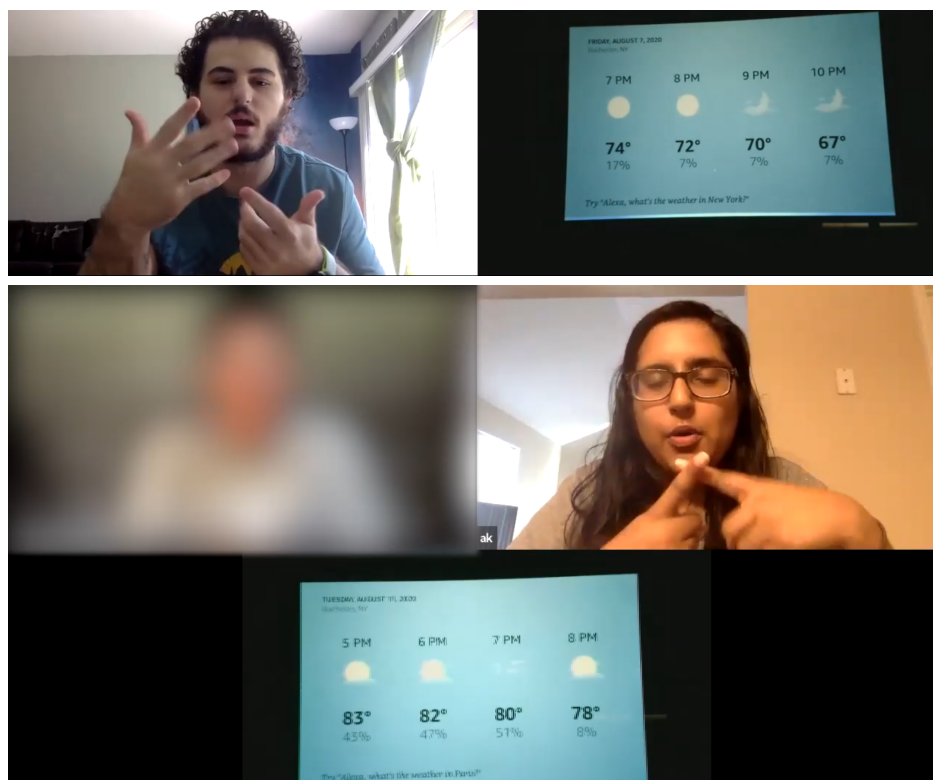 FRIDAY, AUGUST 7, 2020
7 PM 8 PM 9 PM 10 PM
74° 72° 70° 67°
17% 7% 7% 7%
Try "Alexa, what's the weather in New York?"
ak
TUESDAY, AUGUST 11, 2020
5 PM 6 PM 7 PM 8 PM
83° 82° 80° 78°
43% 47% 51% 8%
Try "Alexa, what's the weather in Paris?"